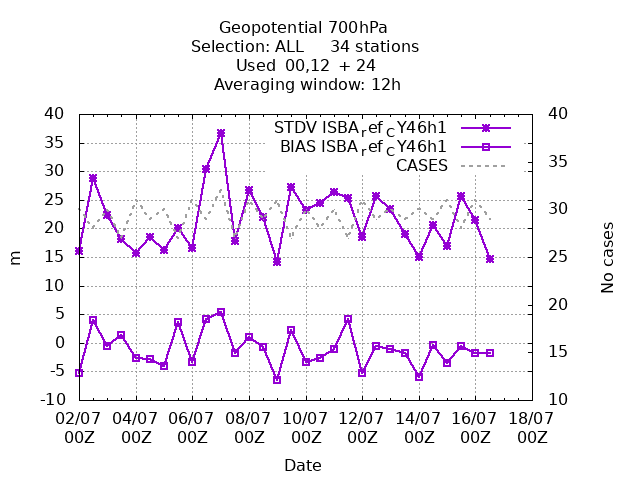 Geopotential 700hPa
Selection: ALL 34 stations
Used 00,12 + 24
Averaging window: 12h
STDV ISBA_ref_CY46h1
BIAS ISBA_ref_CY46h1
CASES
40
35
30
25
20
15
10
5
0
-5
-10
m
40
35
30
25
20
15
10
No cases
02/07 04/07 06/07 08/07 10/07 12/07 14/07 16/07 18/07
00Z 00Z 00Z 00Z 00Z 00Z 00Z 00Z 00Z
Date